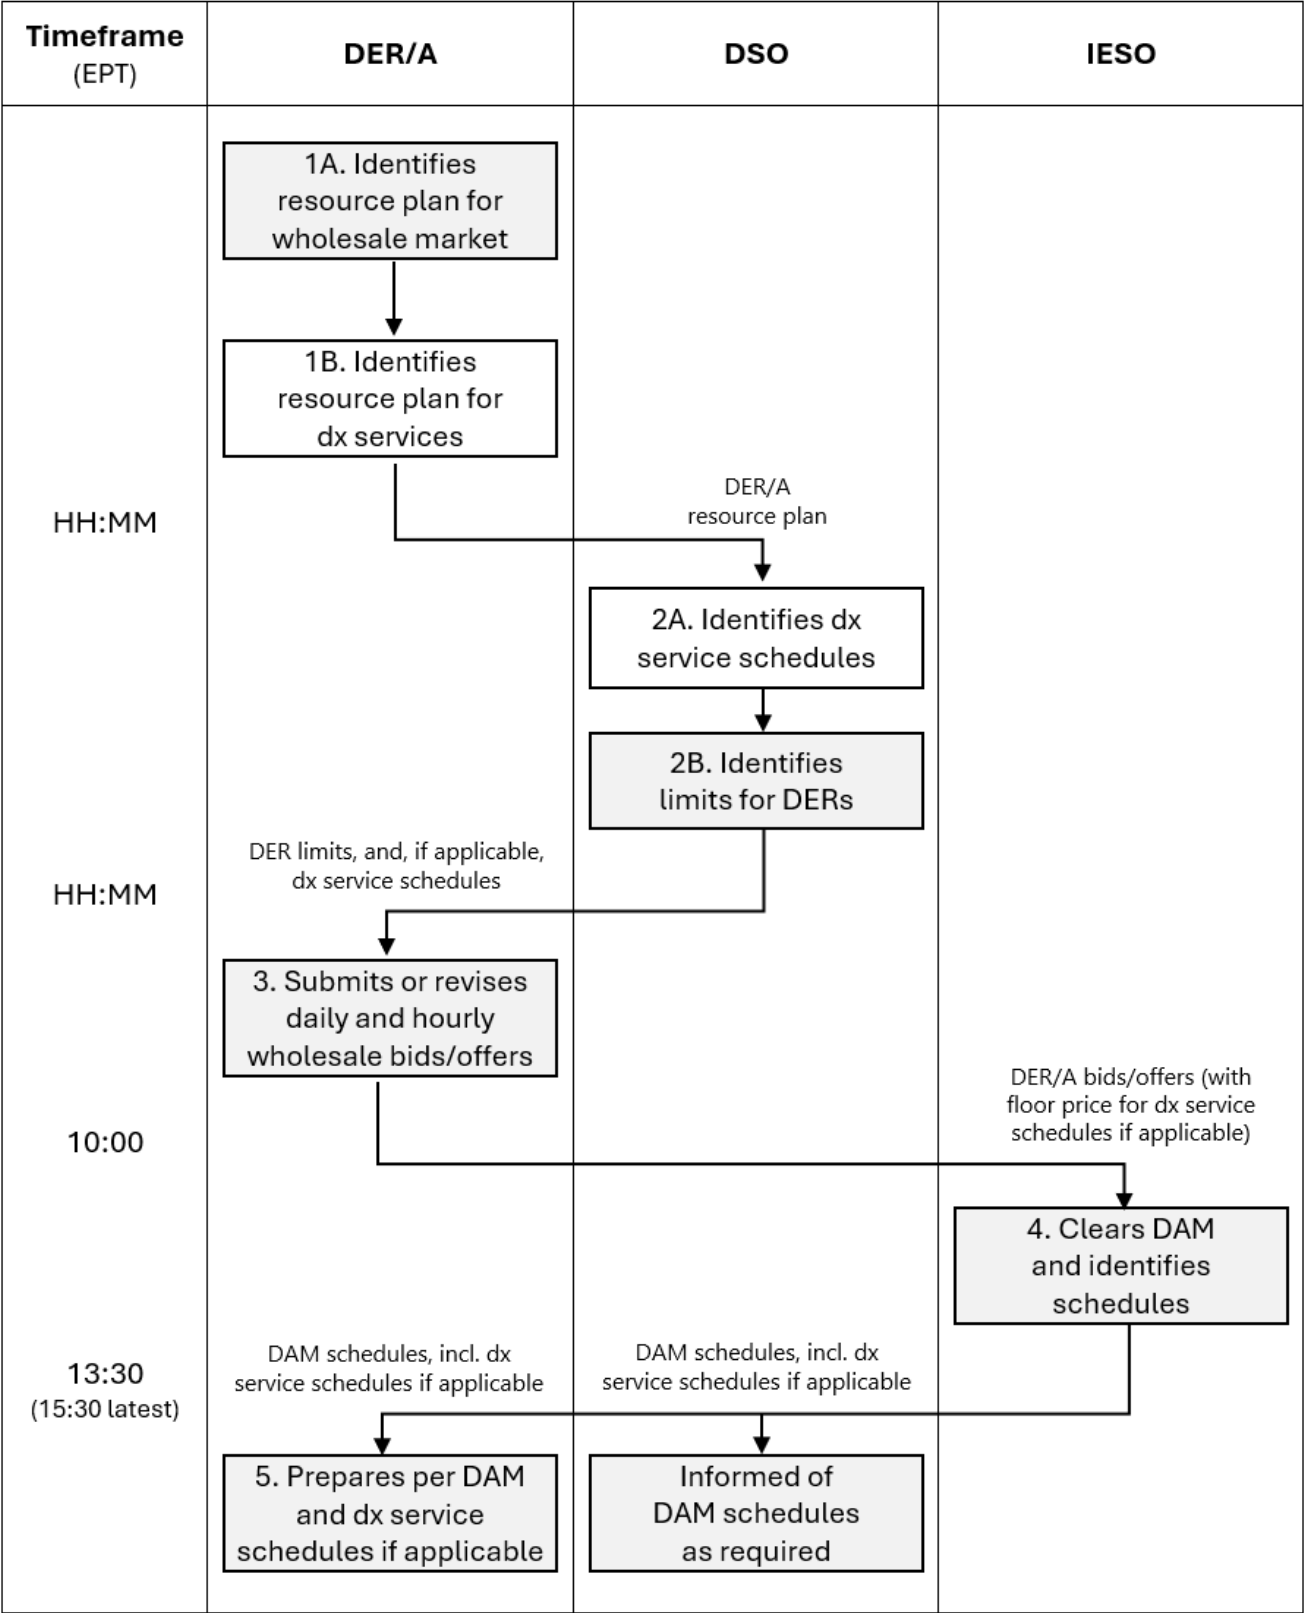 Timeframe
(EPT)
DER/A
DSO
IESO
1A. Identifies
resource plan for
wholesale market
1B. Identifies
resource plan for
dx services
HH:MM
DER/A
resource plan
2A. Identifies dx
service schedules
2B. Identifies
limits for DERs
HH:MM
DER limits, and, if applicable,
dx service schedules
3. Submits or revises
daily and hourly
wholesale bids/offers
10:00
DER/A bids/offers (with
floor price for dx service
schedules if applicable)
4. Clears DAM
and identifies
schedules
13:30
(15:30 latest)
DAM schedules, incl. dx
service schedules if applicable
DAM schedules, incl. dx
service schedules if applicable
5. Prepares per DAM
and dx service
schedules if applicable
Informed of
DAM schedules
as required